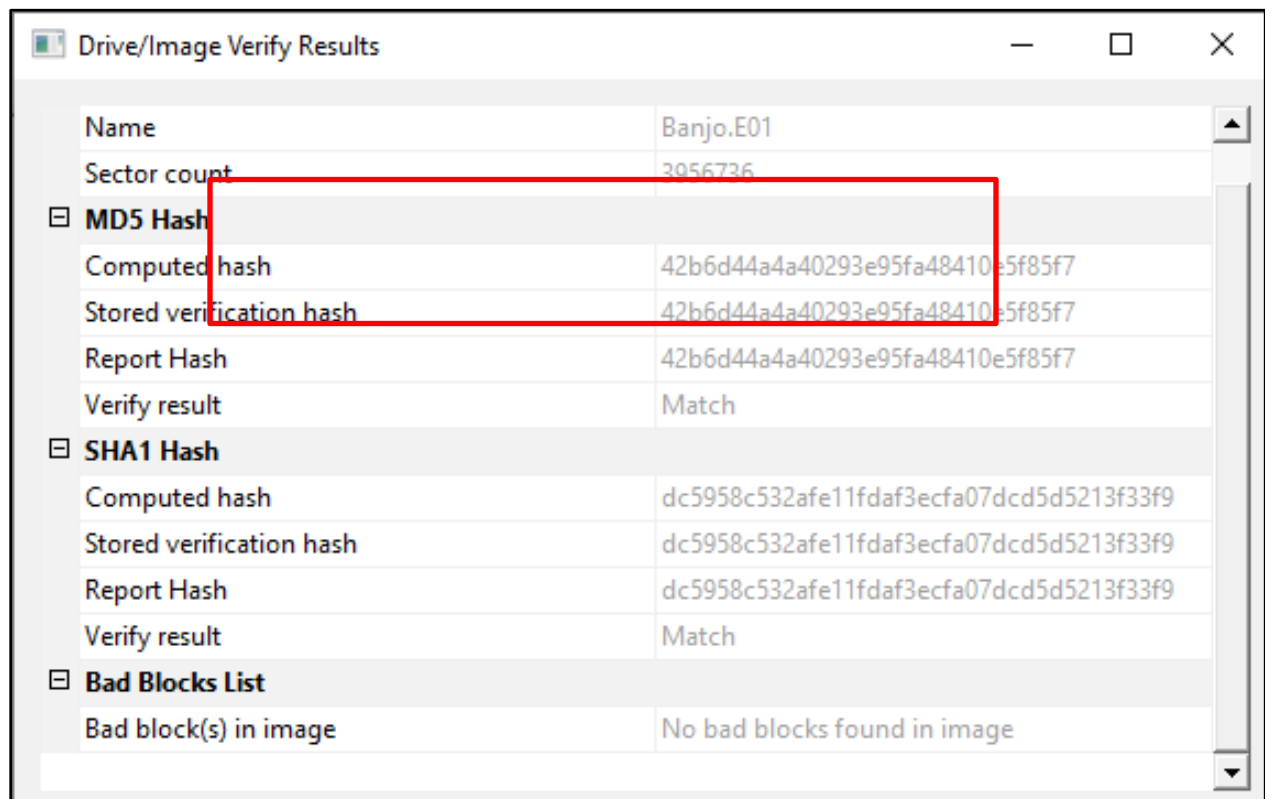 Drive/Image Verify Results
Name Banjo.E01
Sector count 3956736
MD5 Hash
Computed hash 42b6d44a4a40293e95fa48410e5f85f7
Stored verification hash 42b6d44a4a40293e95fa48410e5f85f7
Report Hash 42b6d44a4a40293e95fa48410e5f85f7
Verify result Match
SHA1 Hash
Computed hash dc5958c532afe11fdaf3ecfa07dcd5d5213f33f9
Stored verification hash dc5958c532afe11fdaf3ecfa07dcd5d5213f33f9
Report Hash dc5958c532afe11fdaf3ecfa07dcd5d5213f33f9
Verify result Match
Bad Blocks List
Bad block(s) in image No bad blocks found in image